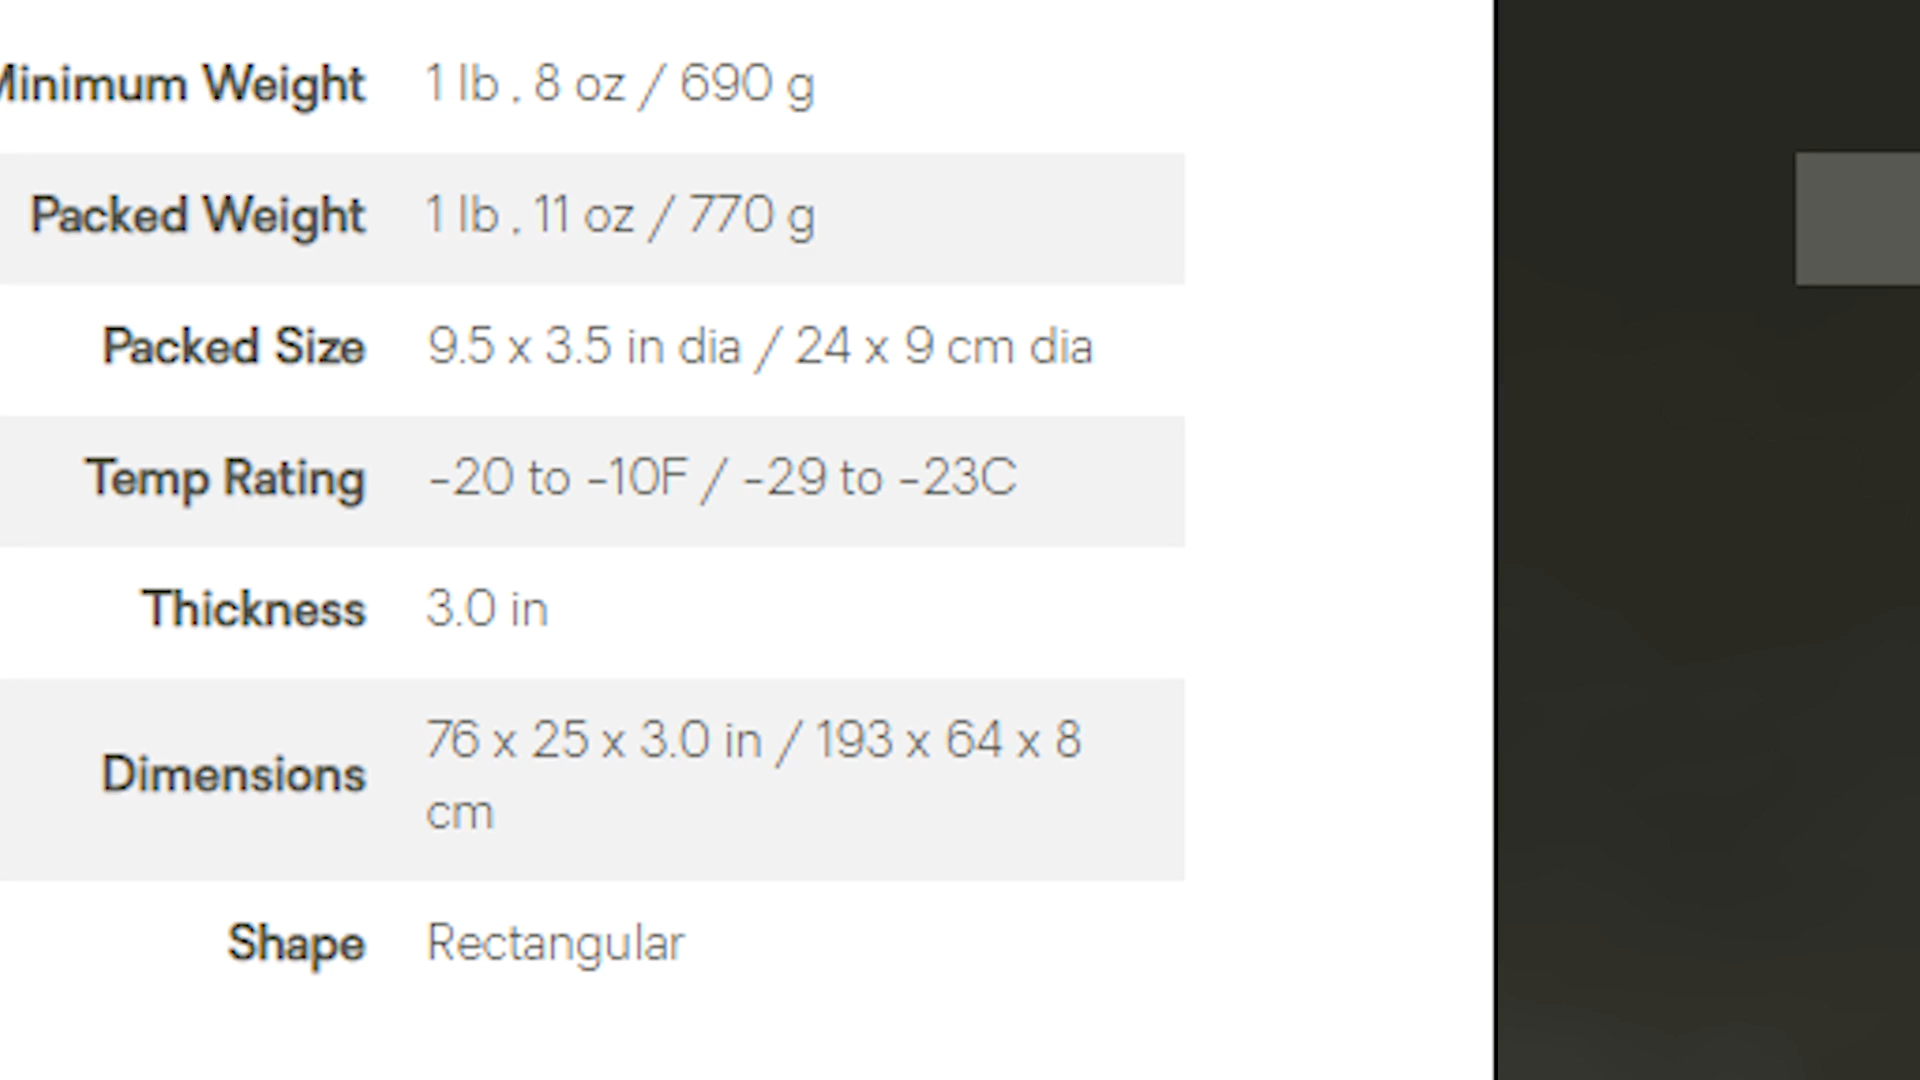 Minimum Weight 1 lb , 8 oz / 690 g
Packed Weight 1 lb , 11 oz / 770 g
Packed Size 9.5 x 3.5 in dia / 24 x 9 cm dia
Temp Rating -20 to -10F / -29 to -23C
Thickness 3.0 in
Dimensions 76 x 25 x 3.0 in / 193 x 64 x 8
cm
Shape Rectangular